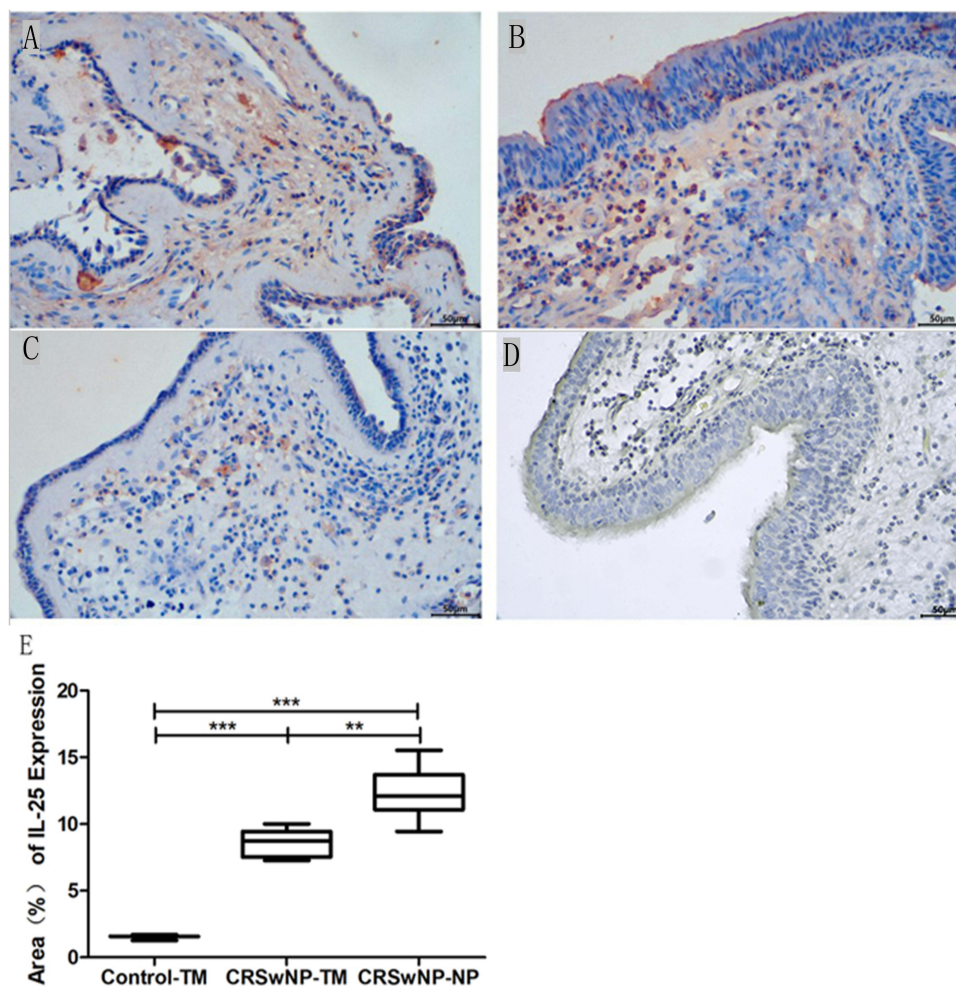 A
B
50μm
50μm
C
D
50μm
50μm
E
Area (%) of IL-25 Expression
20
15
10
5
0
***
***
**
Control-TM
CRSwNP-TM
CRSwNP-NP